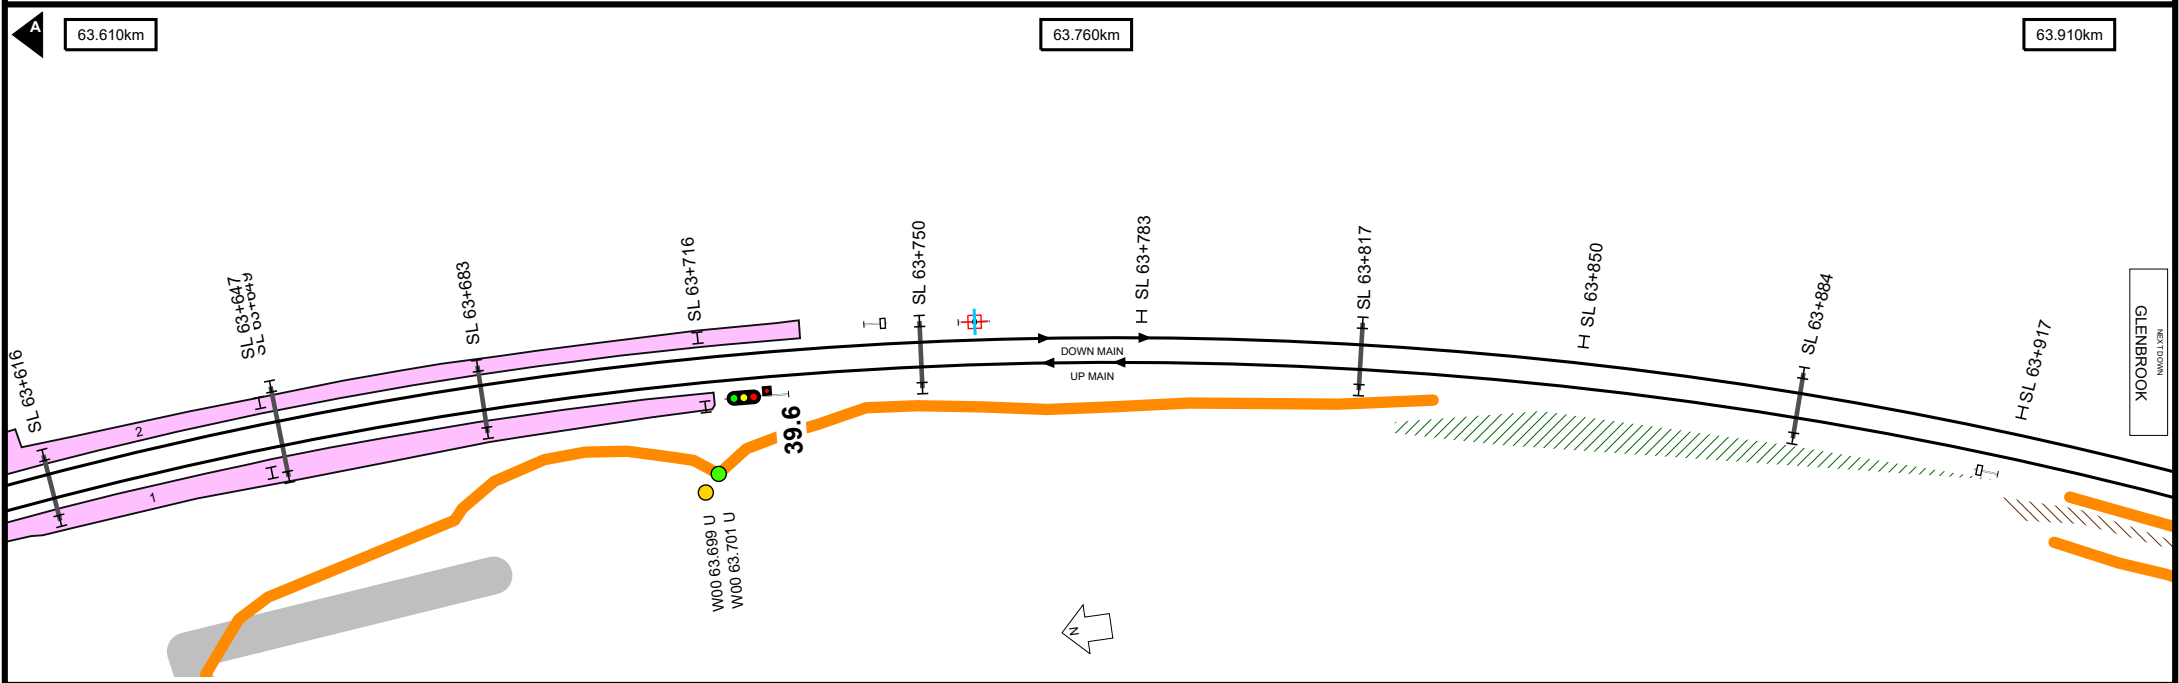 A
63.610km
63.760km
63.910km
SL 63+616
SL 63+647
SL 63+649
SL 63+683
SL 63+716
SL 63+750
SL 63+783
SL 63+817
SL 63+850
SL 63+884
SL 63+917
NEXT DOWN
GLENBROOK
DOWN MAIN
UP MAIN
2
1
39.6
W00 63.699 U
W00 63.701 U
N